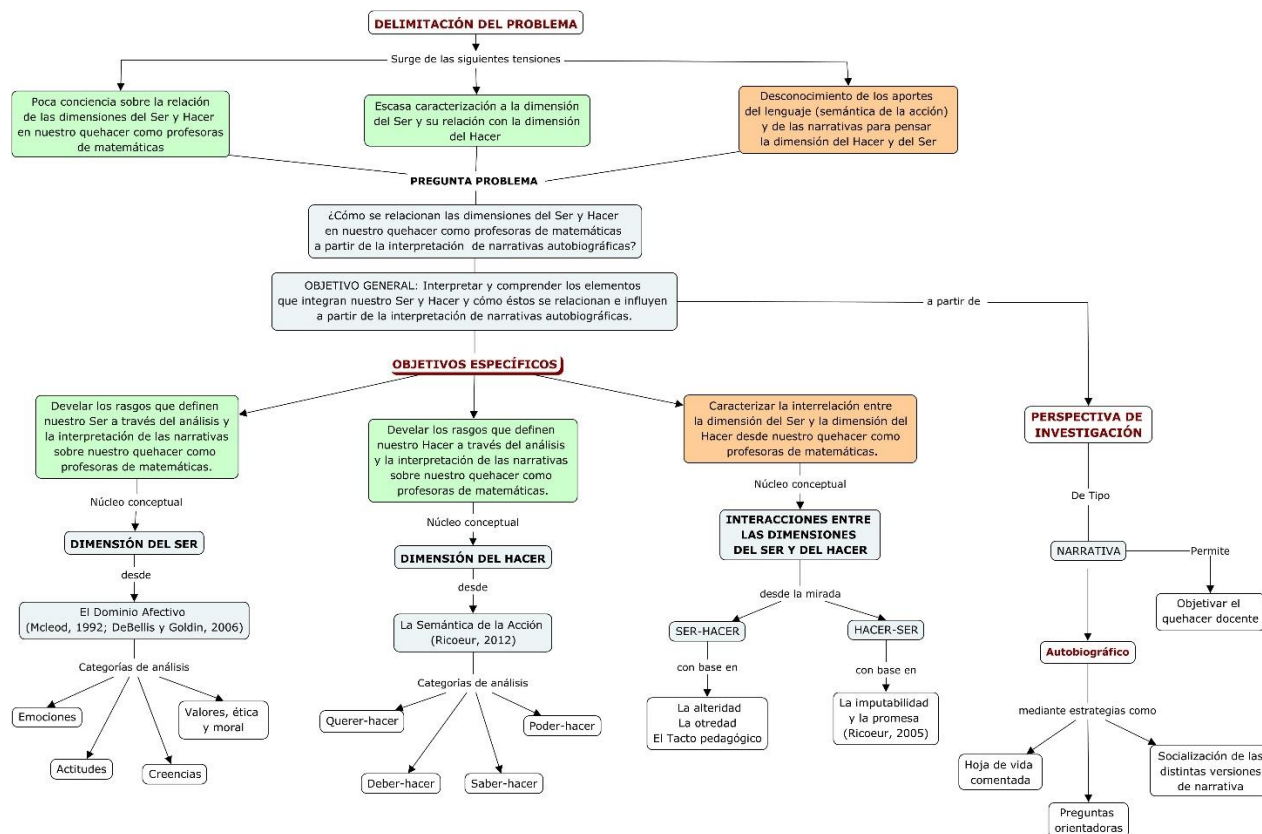 DELIMITACIÓN DEL PROBLEMA
Surge de las siguientes tensiones
Poca conciencia sobre la relación
de las dimensiones del Ser y Hacer
en nuestro quehacer como profesoras
de matemáticas
Escasa caracterización a la dimensión
del Ser y su relación con la dimensión
del Hacer
Desconocimiento de los aportes
del lenguaje (semántica de la acción)
y de las narrativas para pensar
la dimensión del Hacer y del Ser
PREGUNTA PROBLEMA
¿Cómo se relacionan las dimensiones del Ser y Hacer
en nuestro quehacer como profesoras de matemáticas
a partir de la interpretación de narrativas autobiográficas?
OBJETIVO GENERAL: Interpretar y comprender los elementos
que integran nuestro Ser y Hacer y cómo éstos se relacionan e influyen
a partir de la interpretación de narrativas autobiográficas.
a partir de
OBJETIVOS ESPECÍFICOS
Develar los rasgos que definen
nuestro Ser a través del análisis y
la interpretación de las narrativas
sobre nuestro quehacer como
profesoras de matemáticas.
Núcleo conceptual
DIMENSIÓN DEL SER
desde
El Dominio Afectivo
(Mcleod, 1992; DeBellis y Goldin, 2006)
Categorías de análisis
Emociones
Actitudes
Creencias
Valores, ética
y moral
Develar los rasgos que definen
nuestro Hacer a través del análisis
y la interpretación de las narrativas
sobre nuestro quehacer como
profesoras de matemáticas.
Núcleo conceptual
DIMENSIÓN DEL HACER
desde
La Semántica de la Acción
(Ricoeur, 2012)
Categorías de análisis
Querer-hacer
Deber-hacer
Saber-hacer
Poder-hacer
Caracterizar la interrelación entre
la dimensión del Ser y la dimensión del
Hacer desde nuestro quehacer como
profesoras de matemáticas.
Núcleo conceptual
INTERACCIONES ENTRE
LAS DIMENSIONES
DEL SER Y DEL HACER
desde la mirada
SER-HACER
con base en
La alteridad
La otredad
El Tacto pedagógico
HACER-SER
con base en
La imputabilidad
y la promesa
(Ricoeur, 2005)
PERSPECTIVA DE
INVESTIGACIÓN
De Tipo
NARRATIVA
Permite
Objetivar el
quehacer docente
Autobiográfico
mediante estrategias como
Hoja de vida
comentada
Preguntas
orientadoras
Socialización de las
distintas versiones
de narrativa